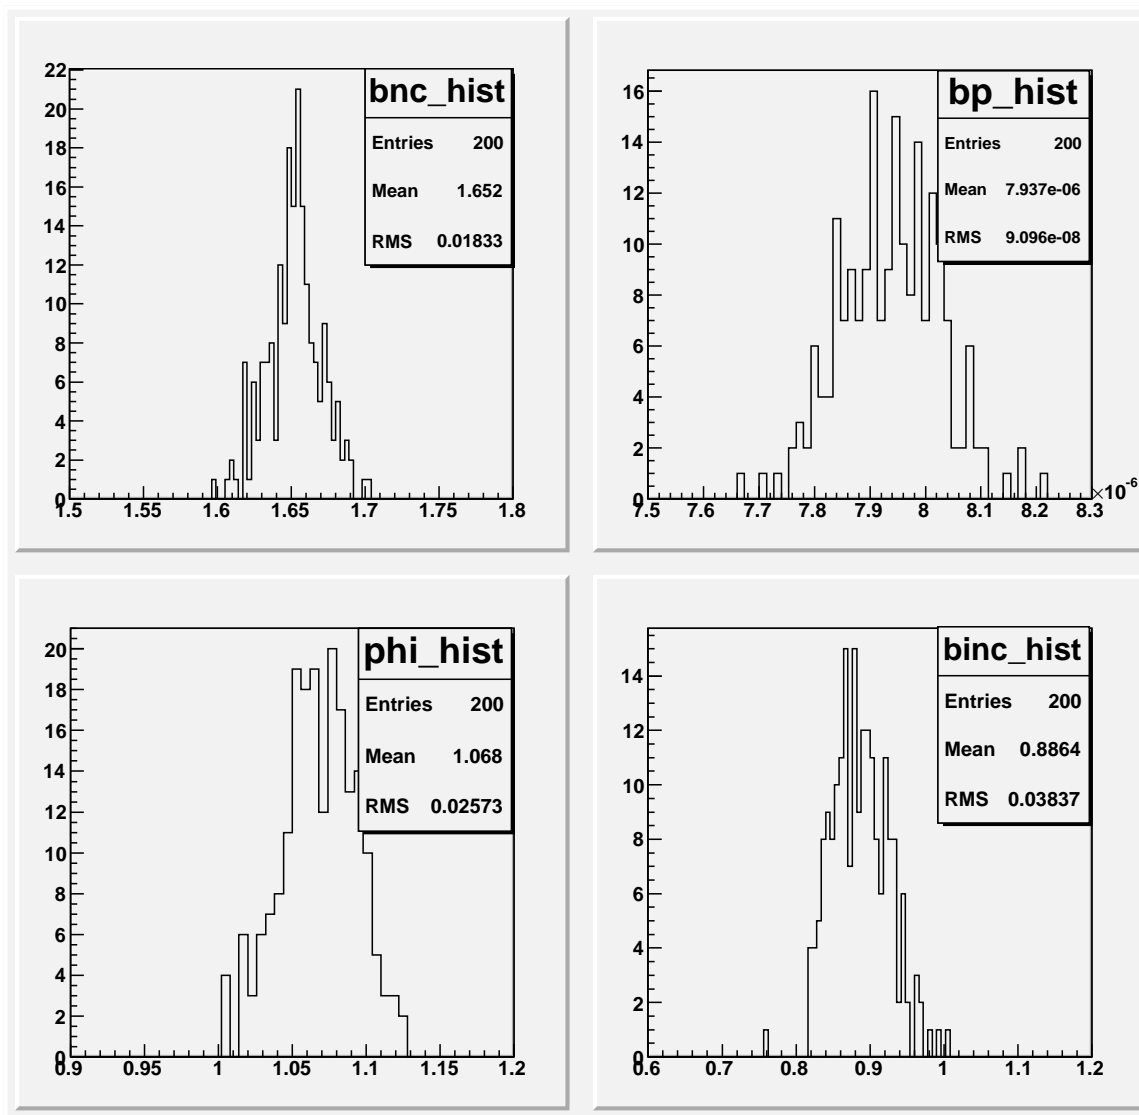 bnc_hist
Entries 200
Mean 1.652
RMS 0.01833
22
20
18
16
14
12
10
8
6
4
2
0
1.5 1.55 1.6 1.65 1.7 1.75 1.8
bp_hist
Entries 200
Mean 7.937e-06
RMS 9.096e-08
16
14
12
10
8
6
4
2
0
7.5 7.6 7.7 7.8 7.9 8 8.1 8.2 8.3
×10-6
phi_hist
Entries 200
Mean 1.068
RMS 0.02573
20
18
16
14
12
10
8
6
4
2
0
0.9 0.95 1 1.05 1.1 1.15 1.2
binc_hist
Entries 200
Mean 0.8864
RMS 0.03837
14
12
10
8
6
4
2
0
0.6 0.7 0.8 0.9 1 1.1 1.2